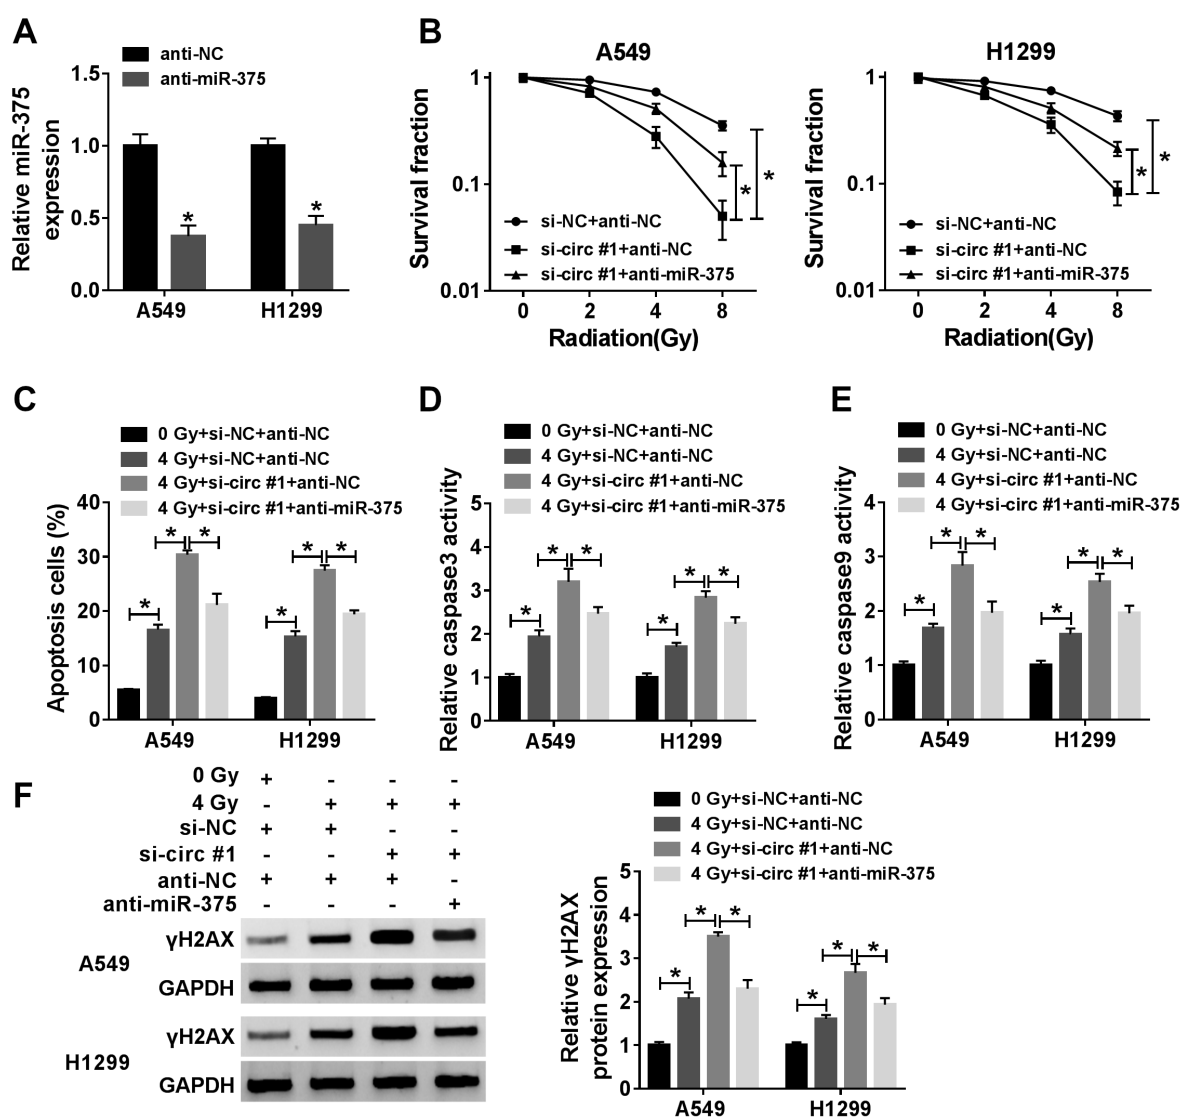 A
anti-NC
anti-miR-375
Relative miR-375
expression
1.5
1.0
0.5
0.0
*
*
A549
H1299
B
A549
Survival fraction
1
0.1
0.01
si-NC+anti-NC
si-circ #1+anti-NC
si-circ #1+anti-miR-375
*
*
0 2 4 8
Radiation(Gy)
H1299
Survival fraction
1
0.1
0.01
si-NC+anti-NC
si-circ #1+anti-NC
si-circ #1+anti-miR-375
*
*
0 2 4 8
Radiation(Gy)
C
0 Gy+si-NC+anti-NC
4 Gy+si-NC+anti-NC
4 Gy+si-circ #1+anti-NC
4 Gy+si-circ #1+anti-miR-375
Apoptosis cells (%)
40
30
20
10
0
* * *
* * *
A549
H1299
D
0 Gy+si-NC+anti-NC
4 Gy+si-NC+anti-NC
4 Gy+si-circ #1+anti-NC
4 Gy+si-circ #1+anti-miR-375
Relative caspase3 activity
5
4
3
2
1
0
* * *
* * *
A549
H1299
E
0 Gy+si-NC+anti-NC
4 Gy+si-NC+anti-NC
4 Gy+si-circ #1+anti-NC
4 Gy+si-circ #1+anti-miR-375
Relative caspase9 activity
4
3
2
1
0
* * *
* * *
A549
H1299
F
0 Gy + - - -
4 Gy - + + +
si-NC + + - -
si-circ #1 - - + +
anti-NC + + + -
anti-miR-375 - - - +
A549
γH2AX
GAPDH
H1299
γH2AX
GAPDH
0 Gy+si-NC+anti-NC
4 Gy+si-NC+anti-NC
4 Gy+si-circ #1+anti-NC
4 Gy+si-circ #1+anti-miR-375
Relative γH2AX
protein expression
5
4
3
2
1
0
* * *
* * *
A549
H1299